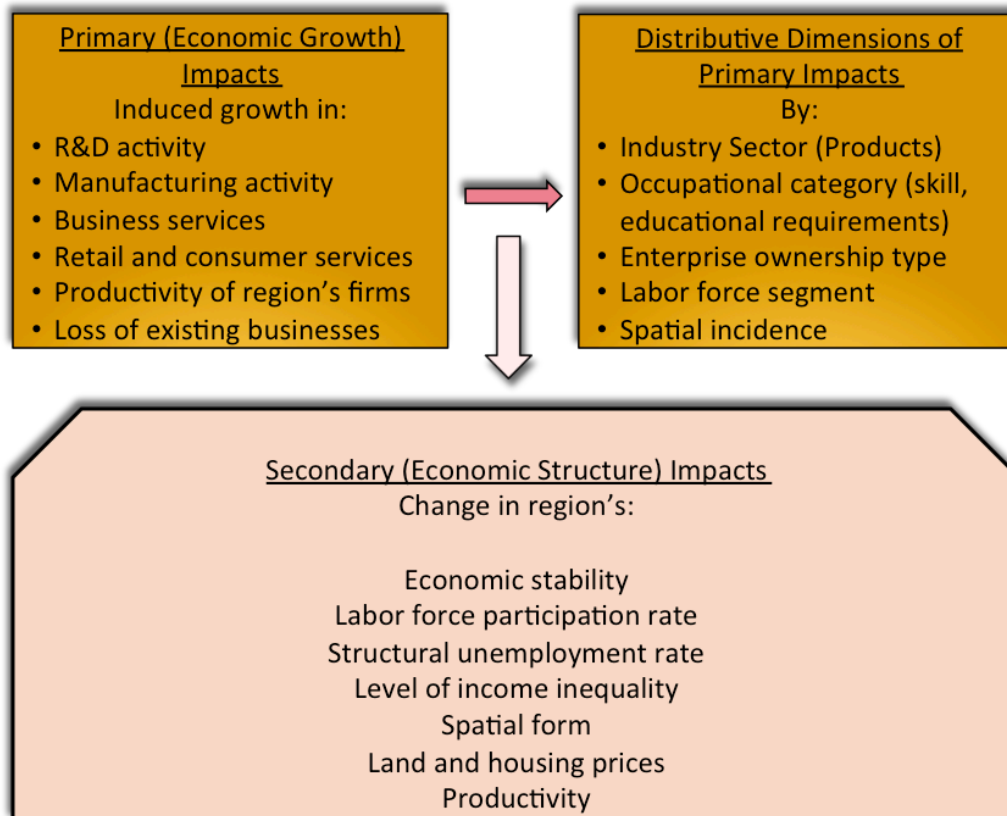 Primary (Economic Growth)
Impacts
Induced growth in:
• R&D activity
• Manufacturing activity
• Business services
• Retail and consumer services
• Productivity of region's firms
• Loss of existing businesses
Distributive Dimensions of
Primary Impacts
By:
• Industry Sector (Products)
• Occupational category (skill,
educational requirements)
• Enterprise ownership type
• Labor force segment
• Spatial incidence
Secondary (Economic Structure) Impacts
Change in region's:
Economic stability
Labor force participation rate
Structural unemployment rate
Level of income inequality
Spatial form
Land and housing prices
Productivity